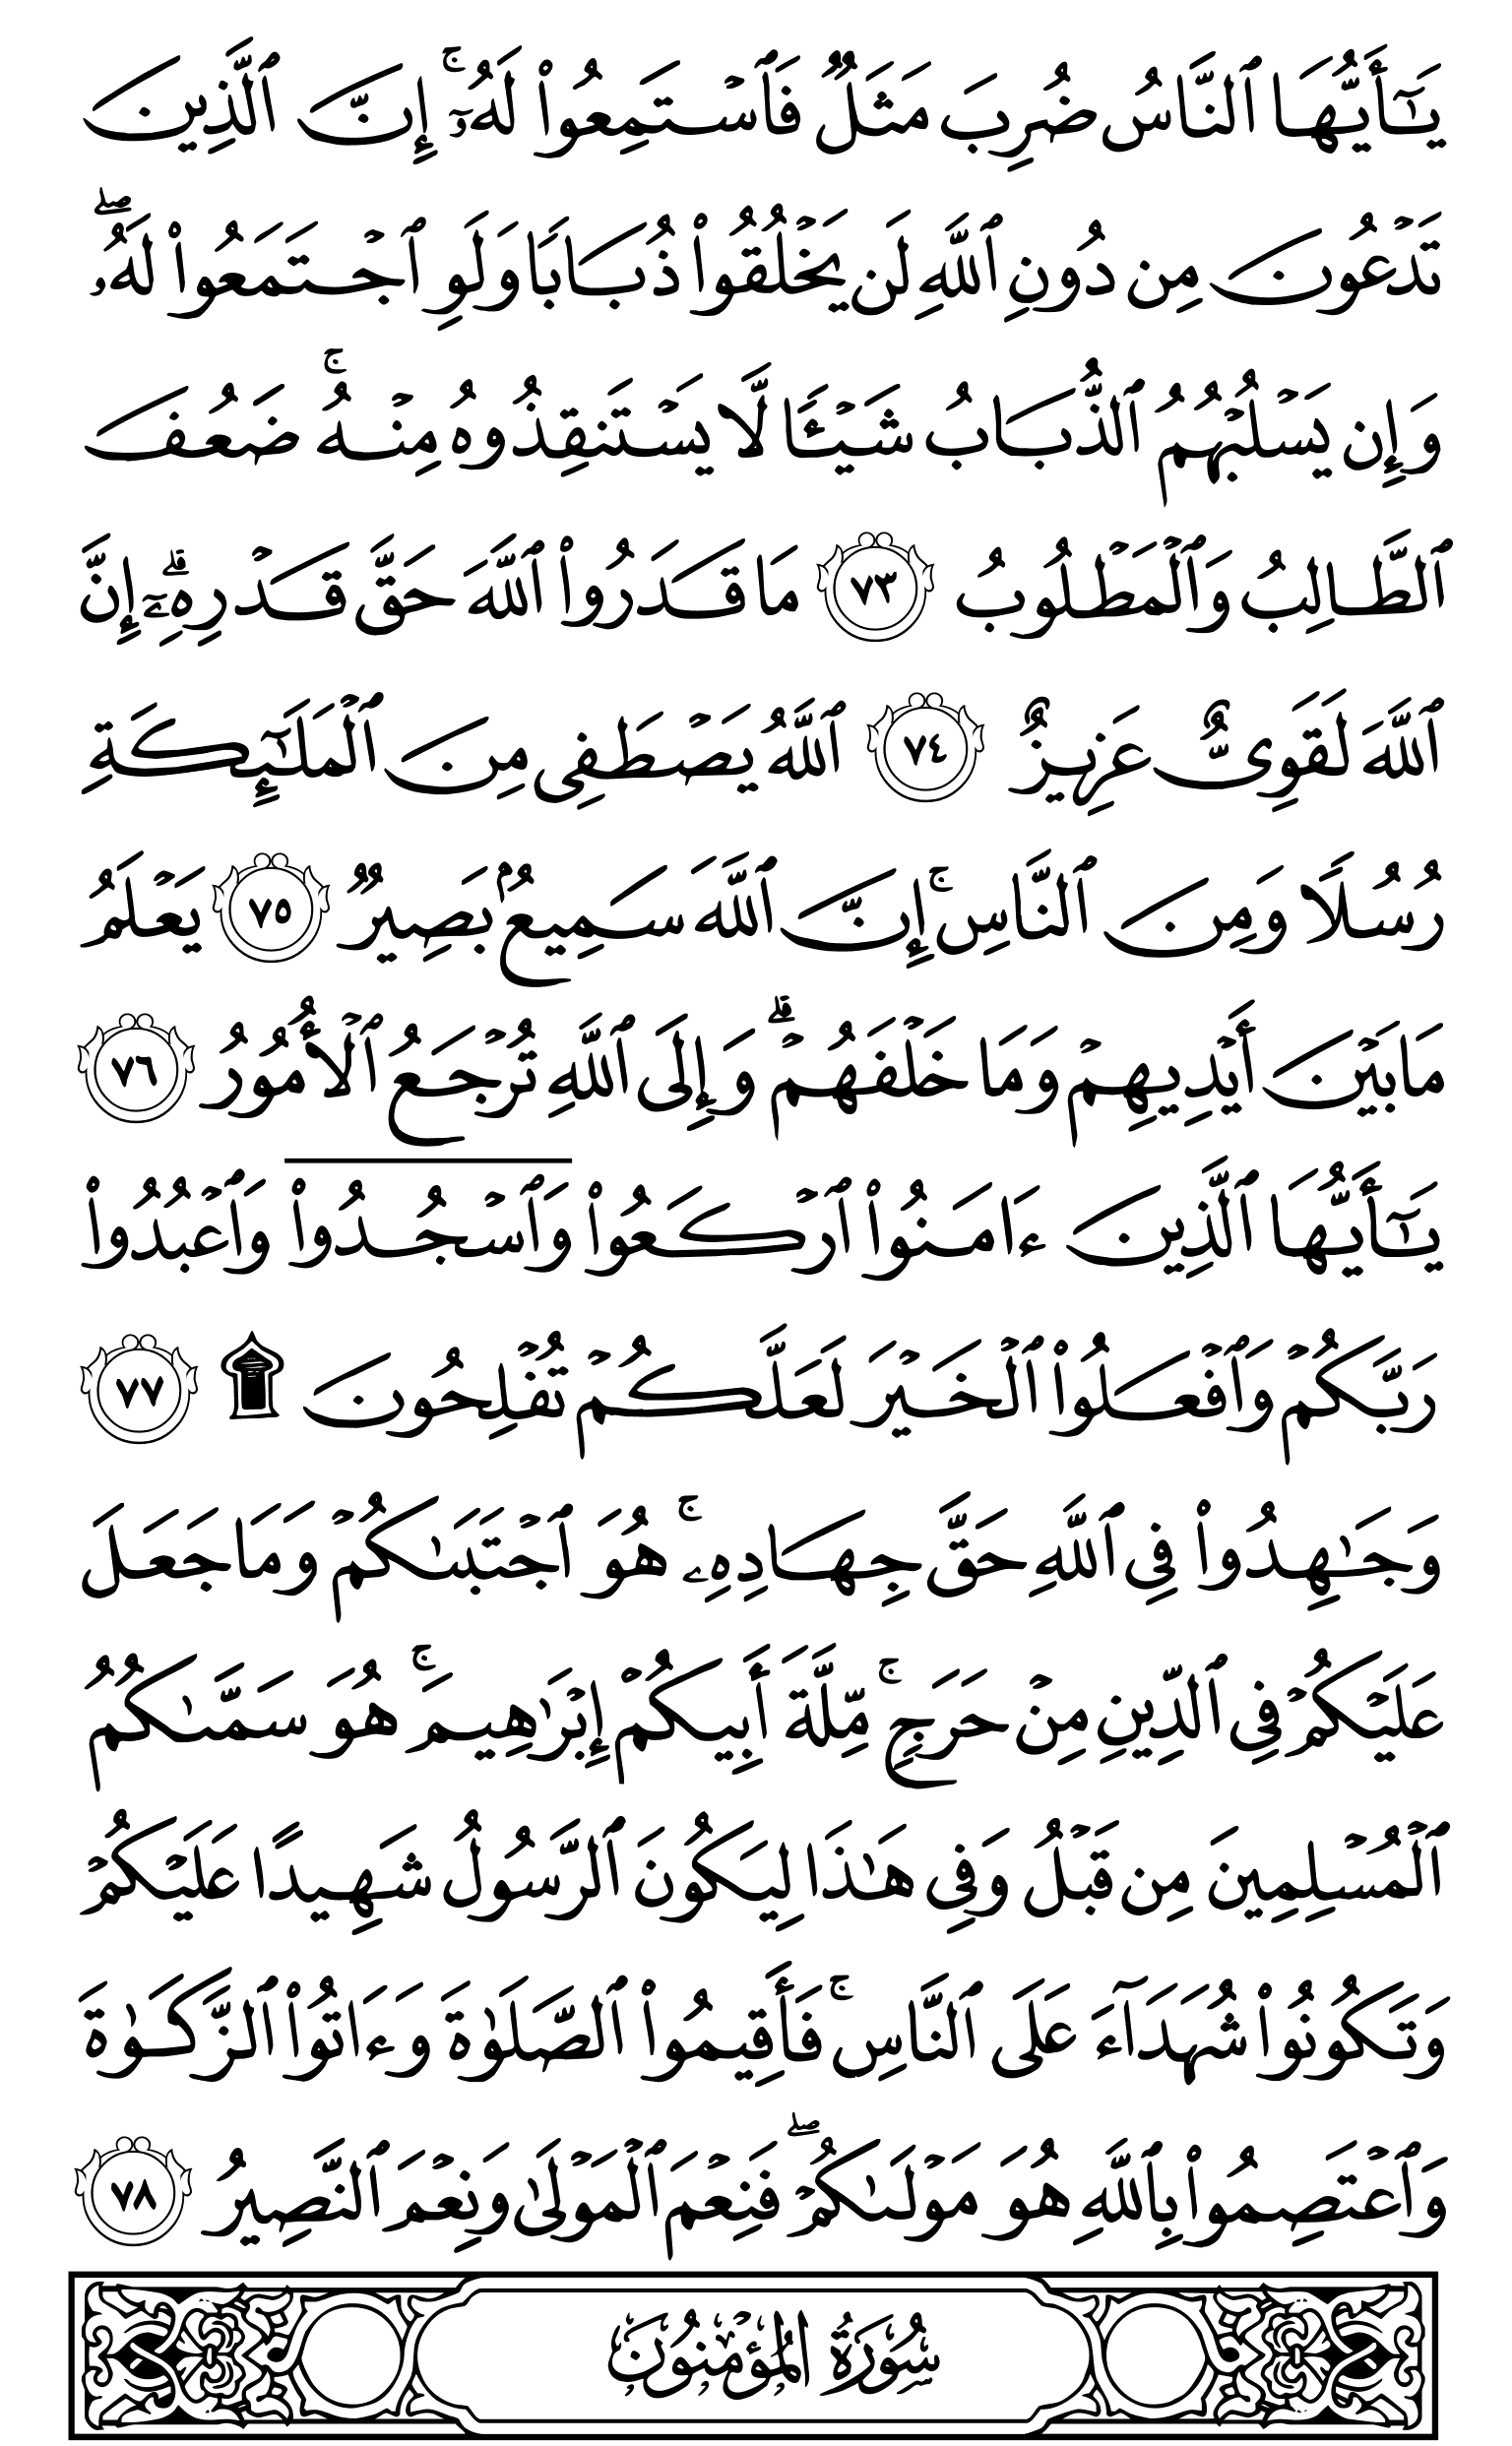 يَـٰٓأَيُّهَا ٱلنَّاسُ ضُرِبَ مَثَلٌ فَٱسْتَمِعُوا۟ لَهُۥٓ ۚ إِنَّ ٱلَّذِينَ
تَدْعُونَ مِن دُونِ ٱللَّهِ لَن يَخْلُقُوا۟ ذُبَابًا وَلَوِ ٱجْتَمَعُوا۟ لَهُۥ ۖ
وَإِن يَسْلُبْهُمُ ٱلذُّبَابُ شَيْـًٔا لَّا يَسْتَنقِذُوهُ مِنْهُ ۚ ضَعُفَ
ٱلطَّالِبُ وَٱلْمَطْلُوبُ ٧٣ مَا قَدَرُوا۟ ٱللَّهَ حَقَّ قَدْرِهِۦٓ ۗ إِنَّ
ٱللَّهَ لَقَوِىٌّ عَزِيزٌ ٧٤ ٱللَّهُ يَصْطَفِى مِنَ ٱلْمَلَـٰٓئِكَةِ
رُسُلًا وَمِنَ ٱلنَّاسِ ۚ إِنَّ ٱللَّهَ سَمِيعٌۢ بَصِيرٌ ٧٥ يَعْلَمُ
مَا بَيْنَ أَيْدِيهِمْ وَمَا خَلْفَهُمْ ۗ وَإِلَى ٱللَّهِ تُرْجَعُ ٱلْأُمُورُ ٧٦
يَـٰٓأَيُّهَا ٱلَّذِينَ ءَامَنُوا۟ ٱرْكَعُوا۟ وَٱسْجُدُوا۟ وَٱعْبُدُوا۟
رَبَّكُمْ وَٱفْعَلُوا۟ ٱلْخَيْرَ لَعَلَّكُمْ تُفْلِحُونَ ۩ ٧٧
وَجَـٰهِدُوا۟ فِى ٱللَّهِ حَقَّ جِهَادِهِۦ ۚ هُوَ ٱجْتَبَىٰكُمْ وَمَا جَعَلَ
عَلَيْكُمْ فِى ٱلدِّينِ مِنْ حَرَجٍ ۚ مِّلَّةَ أَبِيكُمْ إِبْرَٰهِيمَ ۚ هُوَ سَمَّىٰكُمُ
ٱلْمُسْلِمِينَ مِن قَبْلُ وَفِى هَـٰذَا لِيَكُونَ ٱلرَّسُولُ شَهِيدًا عَلَيْكُمْ
وَتَكُونُوا۟ شُهَدَآءَ عَلَى ٱلنَّاسِ ۚ فَأَقِيمُوا۟ ٱلصَّلَوٰةَ وَءَاتُوا۟ ٱلزَّكَوٰةَ
وَٱعْتَصِمُوا۟ بِٱللَّهِ هُوَ مَوْلَىٰكُمْ ۖ فَنِعْمَ ٱلْمَوْلَىٰ وَنِعْمَ ٱلنَّصِيرُ ٧٨
سُورَةُ الْمُؤْمِنُونَ